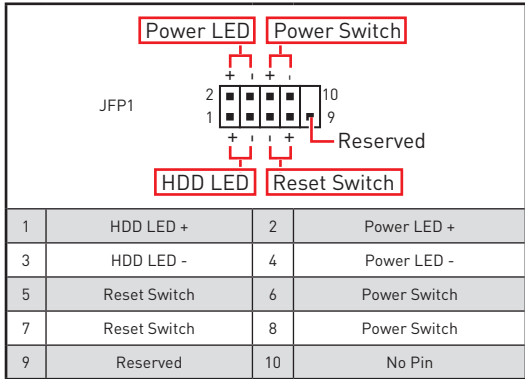 Power LED Power Switch
+ - + -
JFP1
2 10
1 9
+ - - +
Reserved
HDD LED Reset Switch
1 HDD LED + 2 Power LED +
3 HDD LED - 4 Power LED -
5 Reset Switch 6 Power Switch
7 Reset Switch 8 Power Switch
9 Reserved 10 No Pin